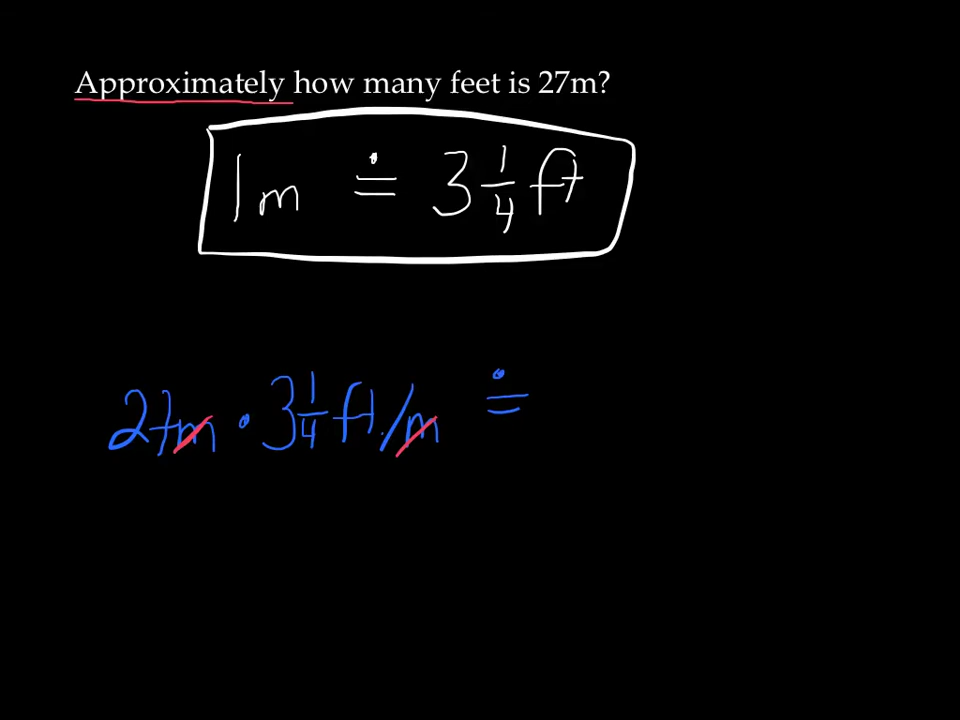 Approximately how many feet is 27m?
1m ≐ 3 1/4 ft
27m · 3 1/4 ft/m ≐